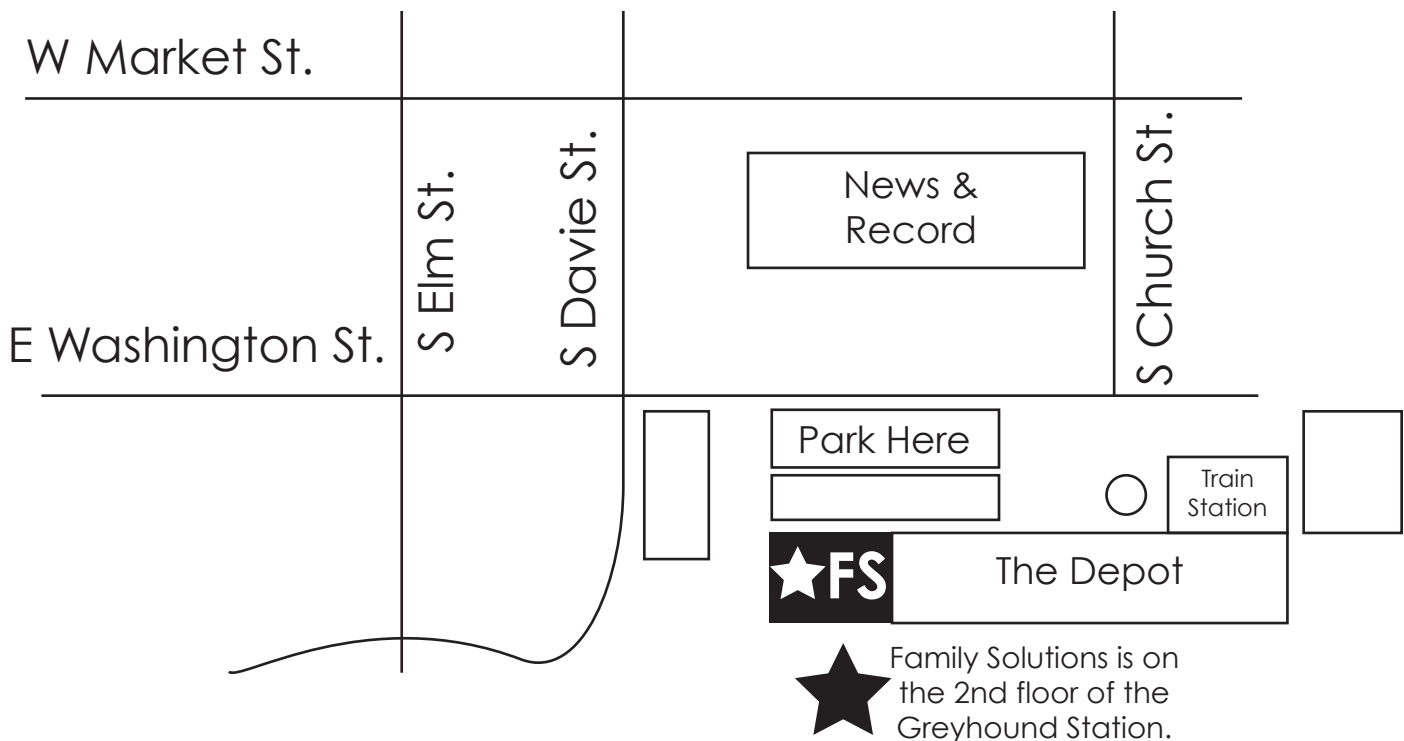 W Market St.
S Elm St.
S Davie St.
News &
Record
S Church St.
E Washington St.
Park Here
Train
Station
FS
The Depot
Family Solutions is on
the 2nd floor of the
Greyhound Station.